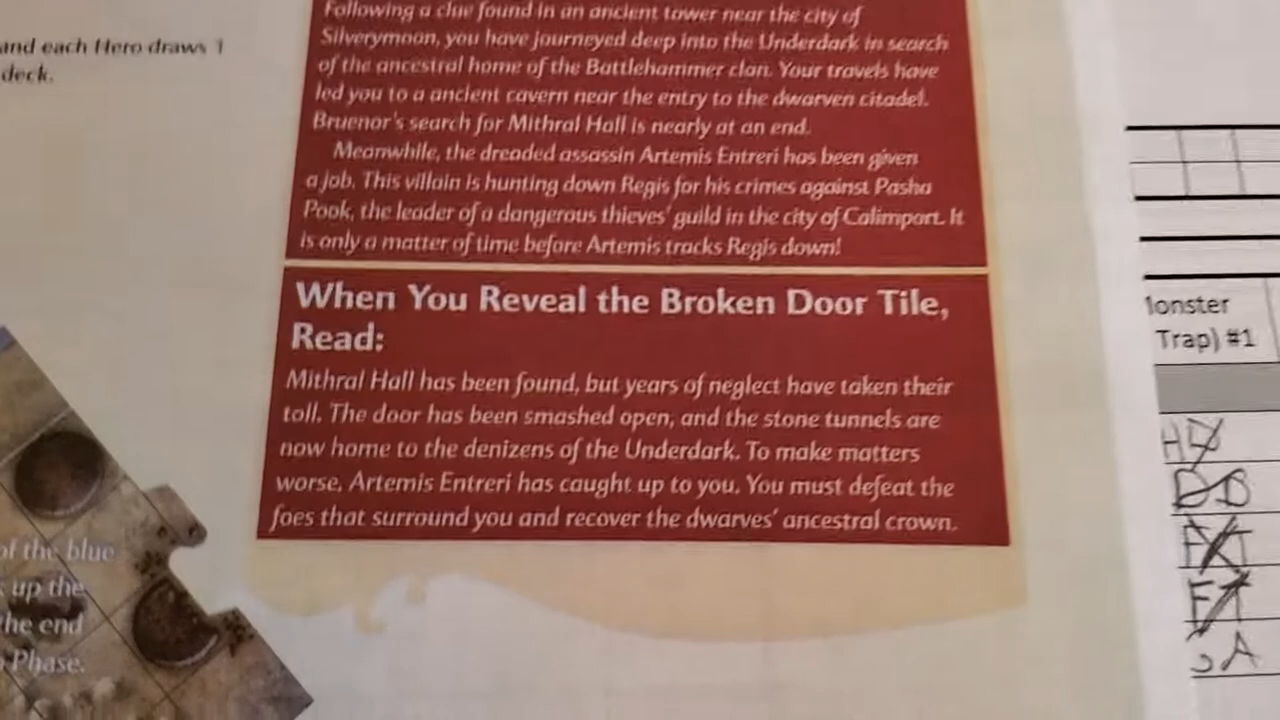 and each Hero draws 1
deck.
Following a clue found in an ancient tower near the city of
Silverymoon, you have journeyed deep into the Underdark in search
of the ancestral home of the Battlehammer clan. Your travels have
led you to a ancient cavern near the entry to the dwarven citadel.
Bruenor's search for Mithral Hall is nearly at an end.
Meanwhile, the dreaded assassin Artemis Entreri has been given
a job. This villain is hunting down Regis for his crimes against Pasha
Pook, the leader of a dangerous thieves' guild in the city of Calimport. It
is only a matter of time before Artemis tracks Regis down!
When You Reveal the Broken Door Tile,
Read:
Mithral Hall has been found, but years of neglect have taken their
toll. The door has been smashed open, and the stone tunnels are
now home to the denizens of the Underdark. To make matters
worse, Artemis Entreri has caught up to you. You must defeat the
foes that surround you and recover the dwarves' ancestral crown.
of the blue
up the
the end
Phase.
Monster
Trap) #1